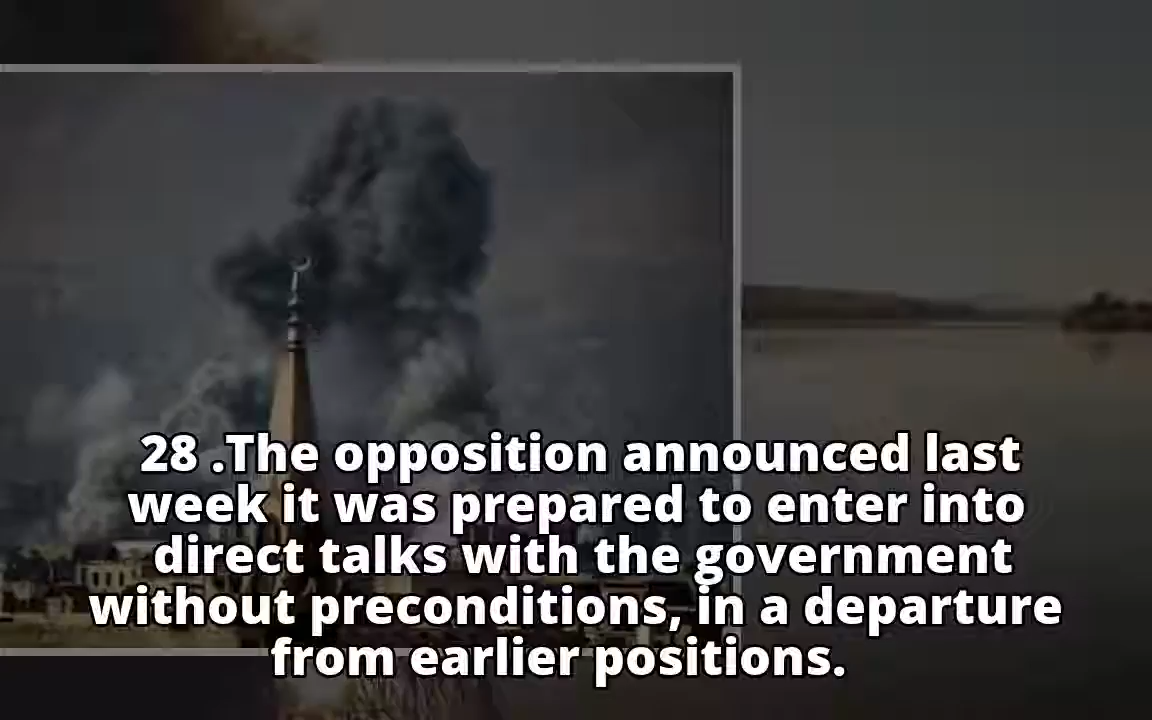 28 .The opposition announced last
week it was prepared to enter into
direct talks with the government
without preconditions, in a departure
from earlier positions.